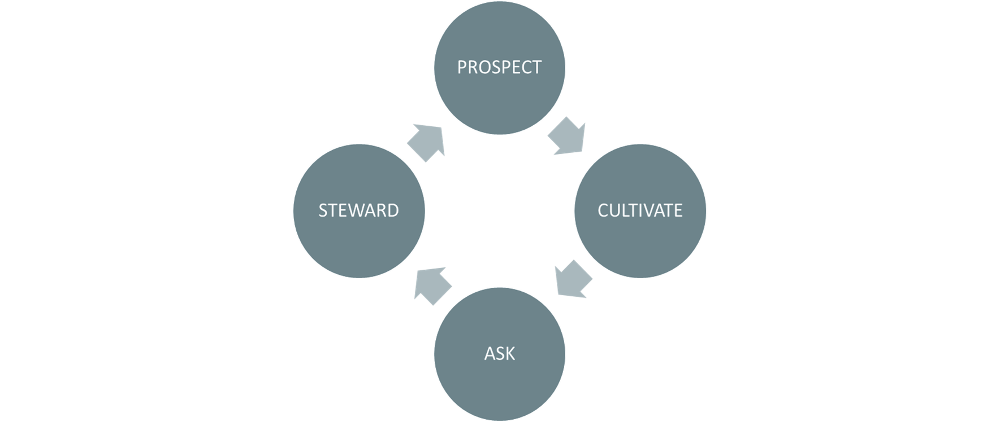 PROSPECT
CULTIVATE
ASK
STEWARD